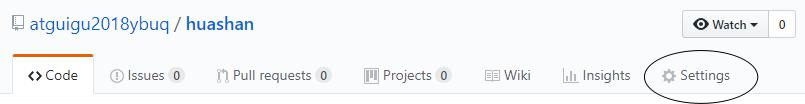 atguigu2018ybuq / huashan
Watch 0
Code Issues 0 Pull requests 0 Projects 0 Wiki Insights Settings